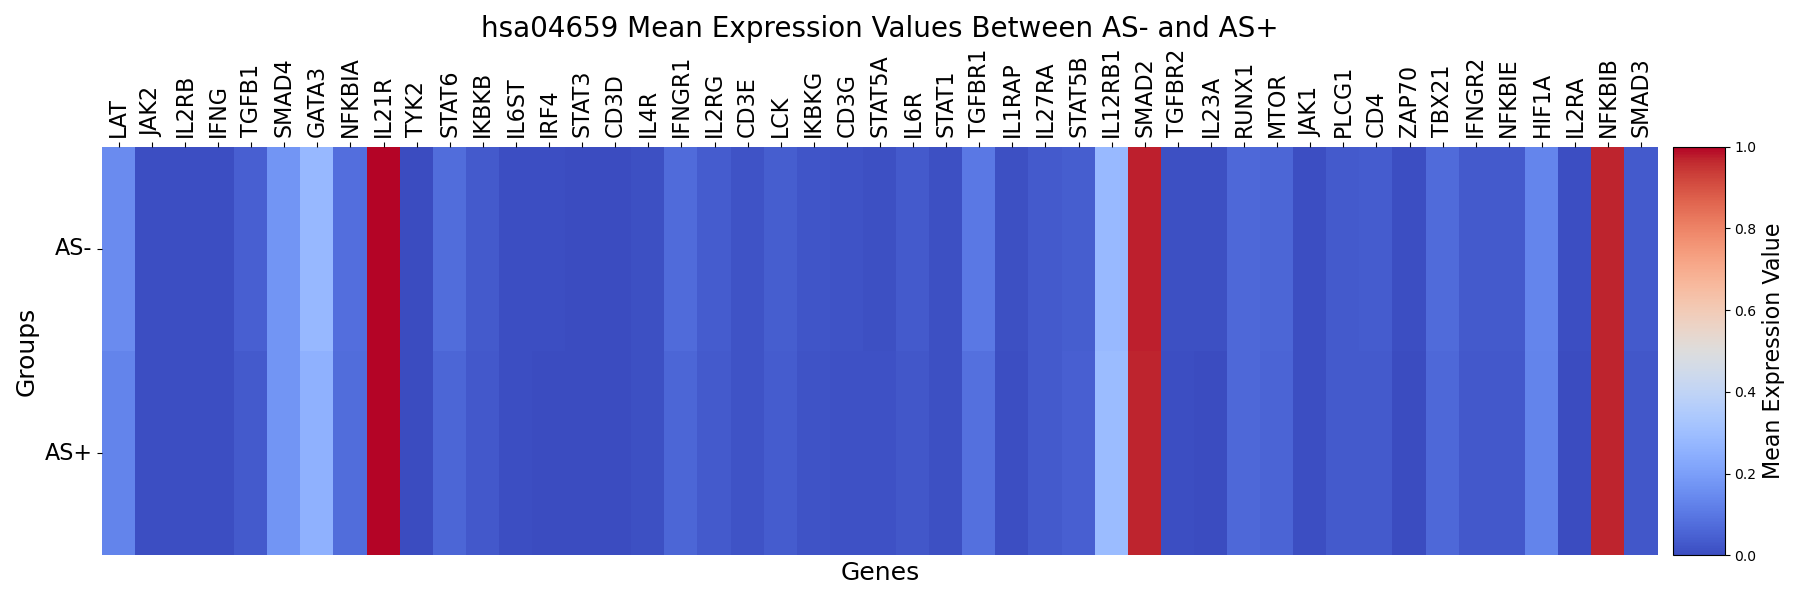 hsa04659 Mean Expression Values Between AS- and AS+
LAT
JAK2
IL2RB
IFNG
TGFB1
SMAD4
GATA3
NFKBIA
IL21R
TYK2
STAT6
IKBKB
IL6ST
IRF4
STAT3
CD3D
IL4R
IFNGR1
IL2RG
CD3E
LCK
IKBKG
CD3G
STAT5A
IL6R
STAT1
TGFBR1
IL1RAP
IL27RA
STAT5B
IL12RB1
SMAD2
TGFBR2
IL23A
RUNX1
MTOR
JAK1
PLCG1
CD4
ZAP70
TBX21
IFNGR2
NFKBIE
HIF1A
IL2RA
NFKBIB
SMAD3
AS-
AS+
Groups
Genes
1.0
0.8
0.6
0.4
0.2
0.0
Mean Expression Value